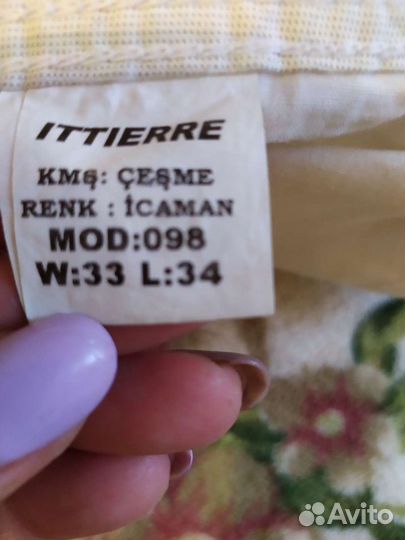 ITTIERRE
KMŞ: ÇEŞME
RENK : İCAMAN
MOD:098
W:33 L:34
Avito